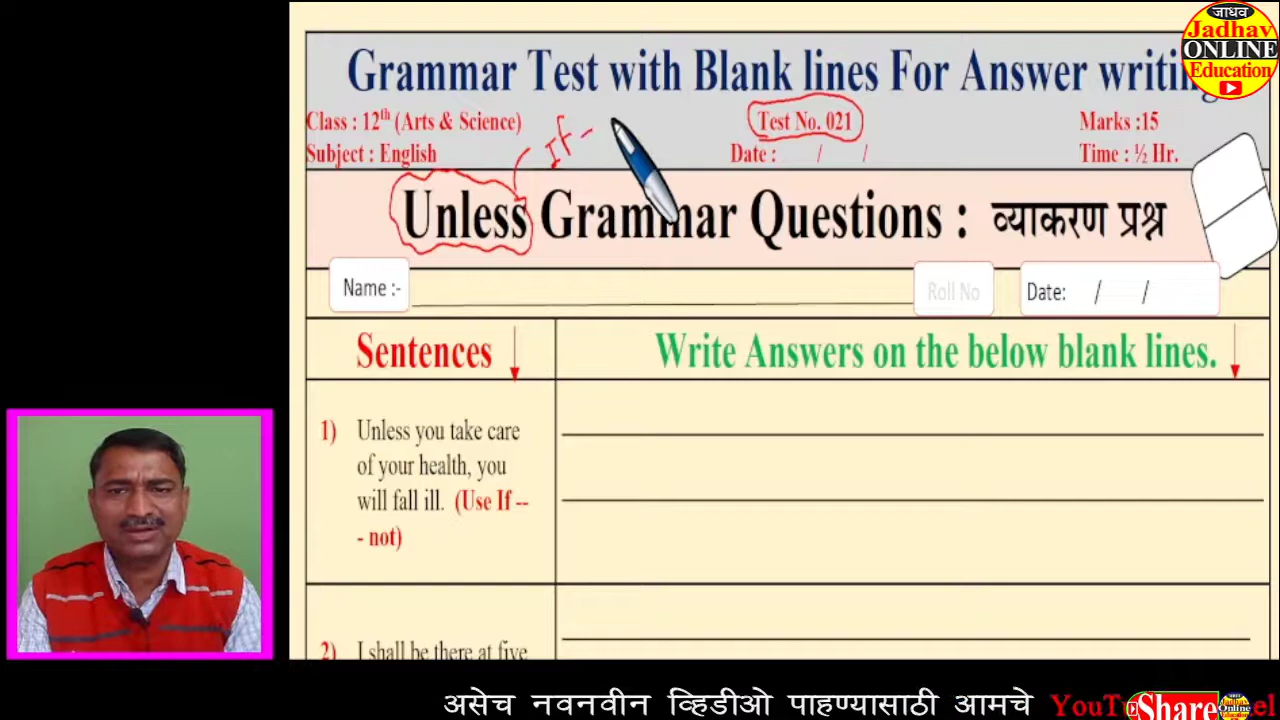 जाधव
Jadhav
ONLINE
Education
Grammar Test with Blank lines For Answer writing
Class : 12th (Arts & Science)
Test No. 021
Marks :15
Subject : English
Date : / /
Time : ½ Hr.
If -
Unless Grammar Questions : व्याकरण प्रश्न
Name :-
Roll No
Date: / /
Sentences
Write Answers on the below blank lines.
1) Unless you take care
of your health, you
will fall ill. (Use If --
- not)
2) I shall be there at five
असेच नवनवीन व्हिडीओ पाहण्यासाठी आमचे YouTu el
Share